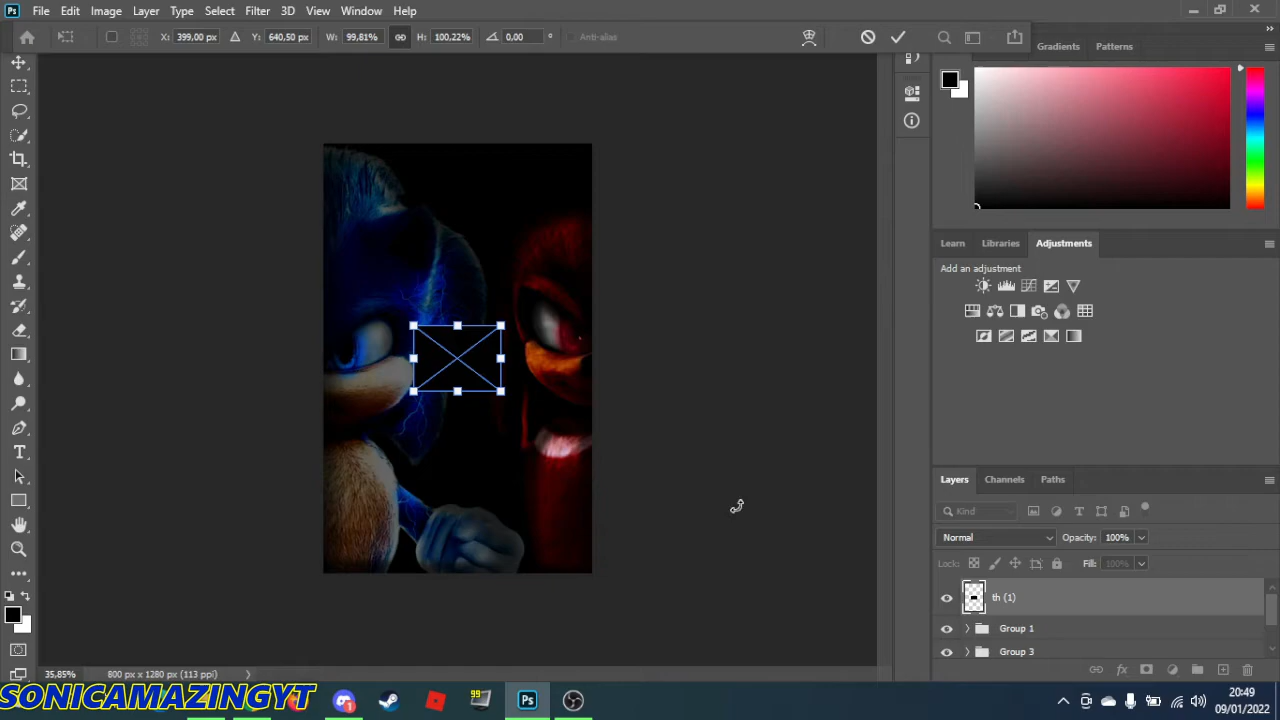 Ps File Edit Image Layer Type Select Filter 3D View Window Help
X: 399,00 px Y: 640,50 px W: 99,81% H: 100,22% 0,00 ° Anti-alias
Gradients Patterns
Learn Libraries Adjustments
Add an adjustment
Layers Channels Paths
Kind
Normal Opacity: 100%
Lock: Fill: 100%
th (1)
Group 1
Group 3
35,85% 800 px x 1280 px (113 ppi)
SONICAMAZINGYT
99
Ps
20:49
09/01/2022